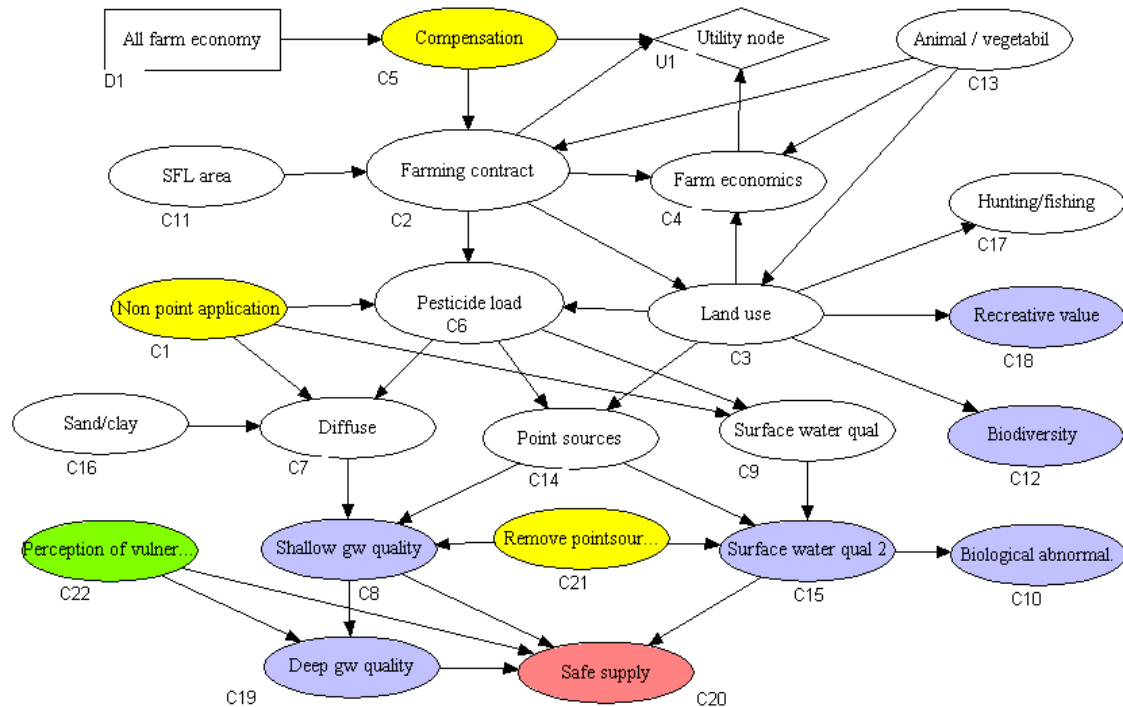 All farm economy
D1
Compensation
C5
Utility node
U1
Animal / vegetabil
C13
SFL area
C11
Farming contract
C2
Farm economics
C4
Hunting/fishing
C17
Non point application
C1
Pesticide load
C6
Land use
C3
Recreative value
C18
Sand/clay
C16
Diffuse
C7
Point sources
C14
Surface water qual
C9
Biodiversity
C12
Perception of vulner...
C22
Shallow gw quality
C8
Remove pointsour...
C21
Surface water qual 2
C15
Biological abnormal.
C10
Deep gw quality
C19
Safe supply
C20